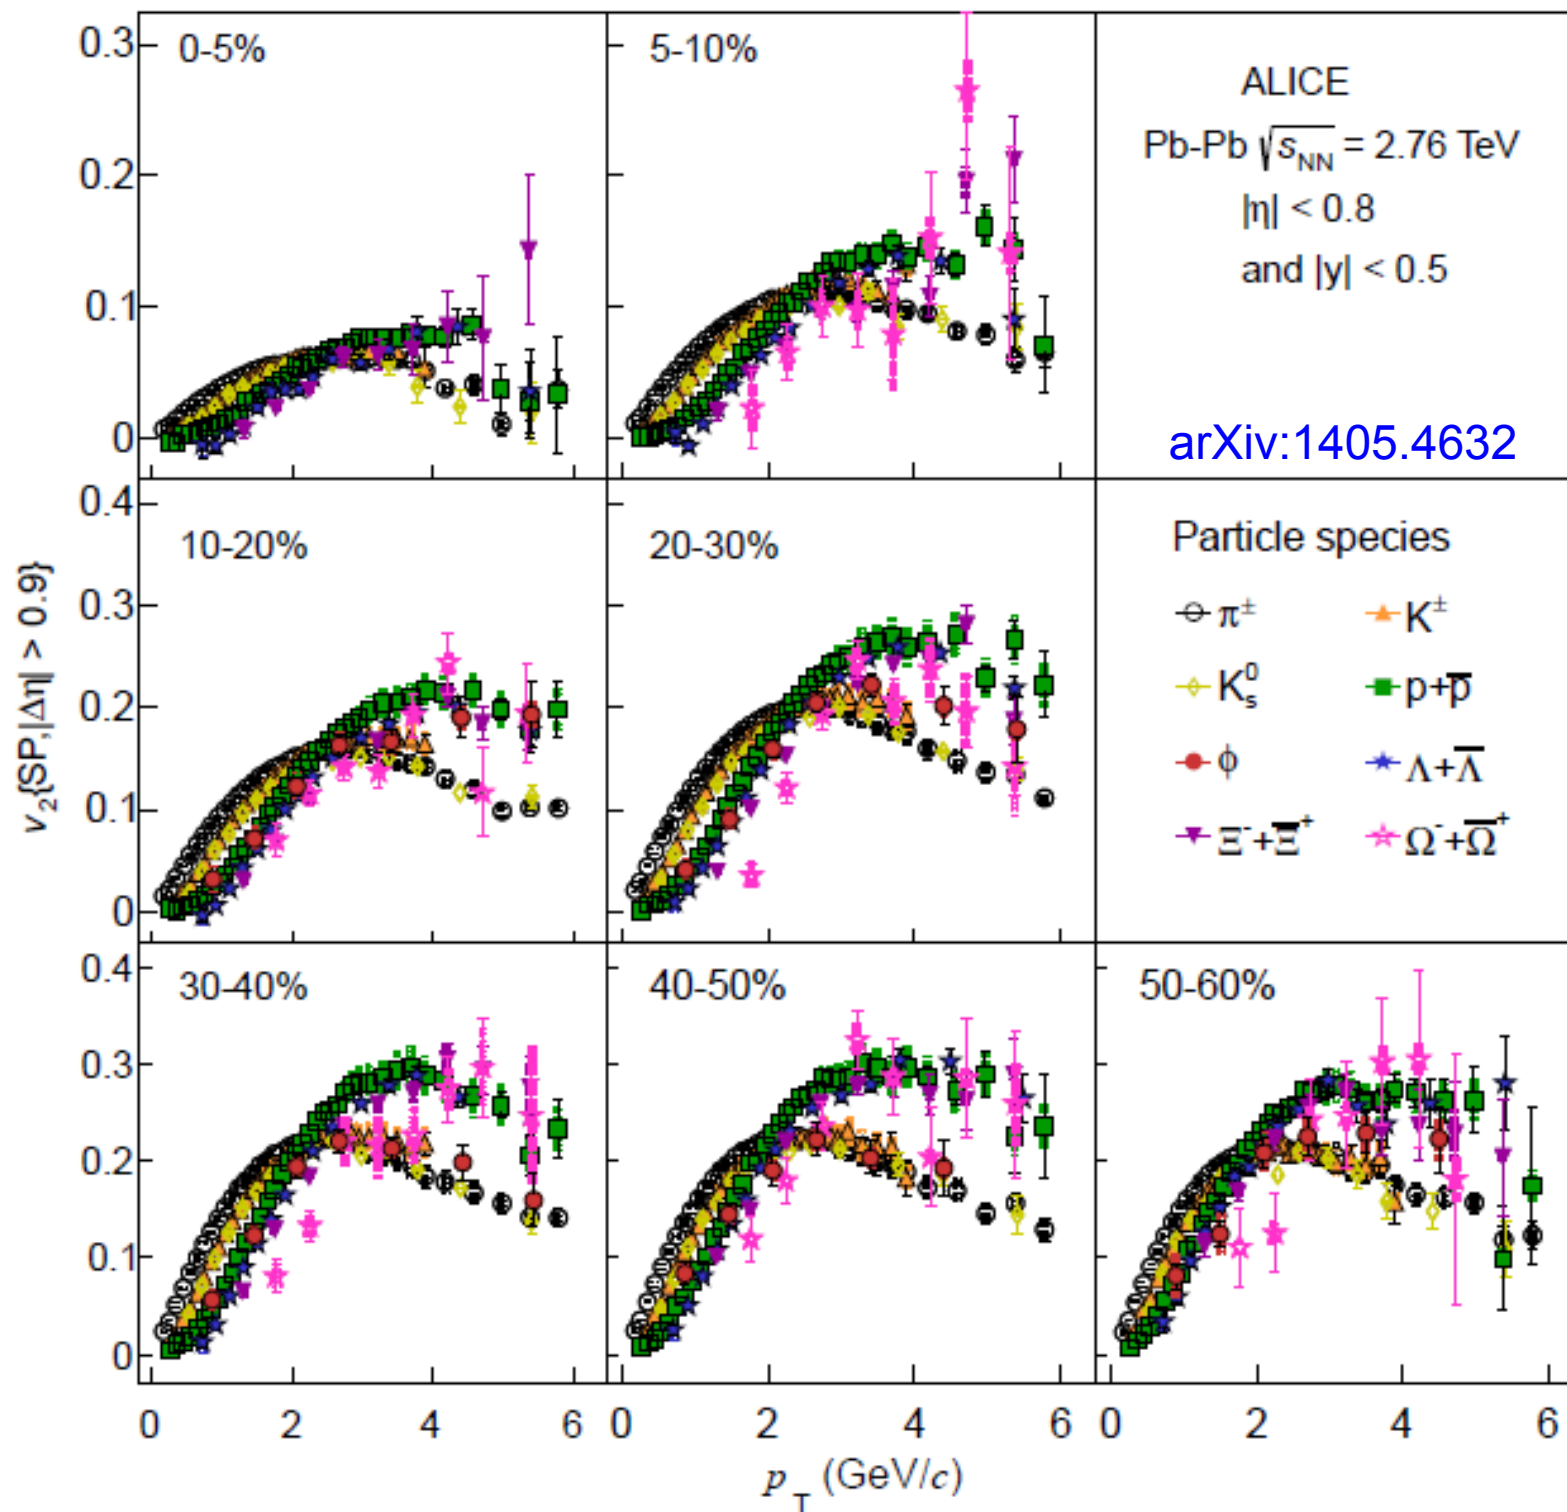 0-5%
5-10%
ALICE
Pb-Pb √s_NN = 2.76 TeV
|η| < 0.8
and |y| < 0.5
arXiv:1405.4632
0.3
0.2
0.1
0
10-20%
20-30%
Particle species
π±
K±
K⁰ₛ
p+p̅
ϕ
Λ+Λ̅
Ξ⁻+Ξ̅⁺
Ω⁻+Ω̅⁺
0.4
0.3
0.2
0.1
0
v₂{SP,|Δη| > 0.9}
30-40%
40-50%
50-60%
0.4
0.3
0.2
0.1
0
0 2 4 6 0 2 4 6 0 2 4 6
p_T (GeV/c)